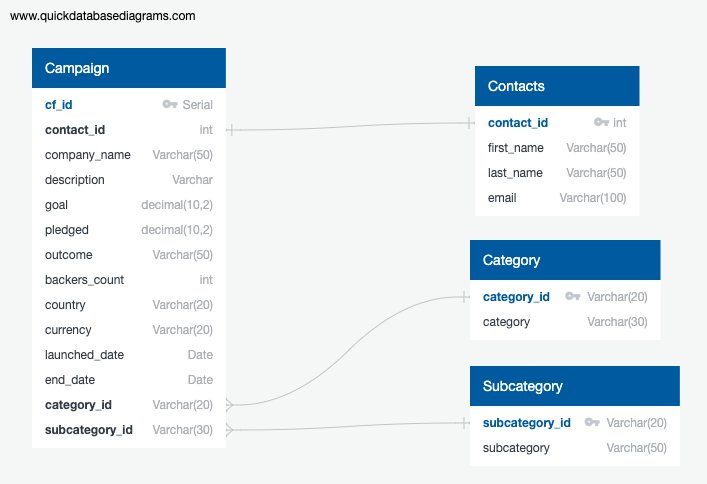 www.quickdatabasediagrams.com
Campaign
cf_id Serial
contact_id int
company_name Varchar(50)
description Varchar
goal decimal(10,2)
pledged decimal(10,2)
outcome Varchar(50)
backers_count int
country Varchar(20)
currency Varchar(20)
launched_date Date
end_date Date
category_id Varchar(20)
subcategory_id Varchar(30)
Contacts
contact_id int
first_name Varchar(50)
last_name Varchar(50)
email Varchar(100)
Category
category_id Varchar(20)
category Varchar(30)
Subcategory
subcategory_id Varchar(20)
subcategory Varchar(50)